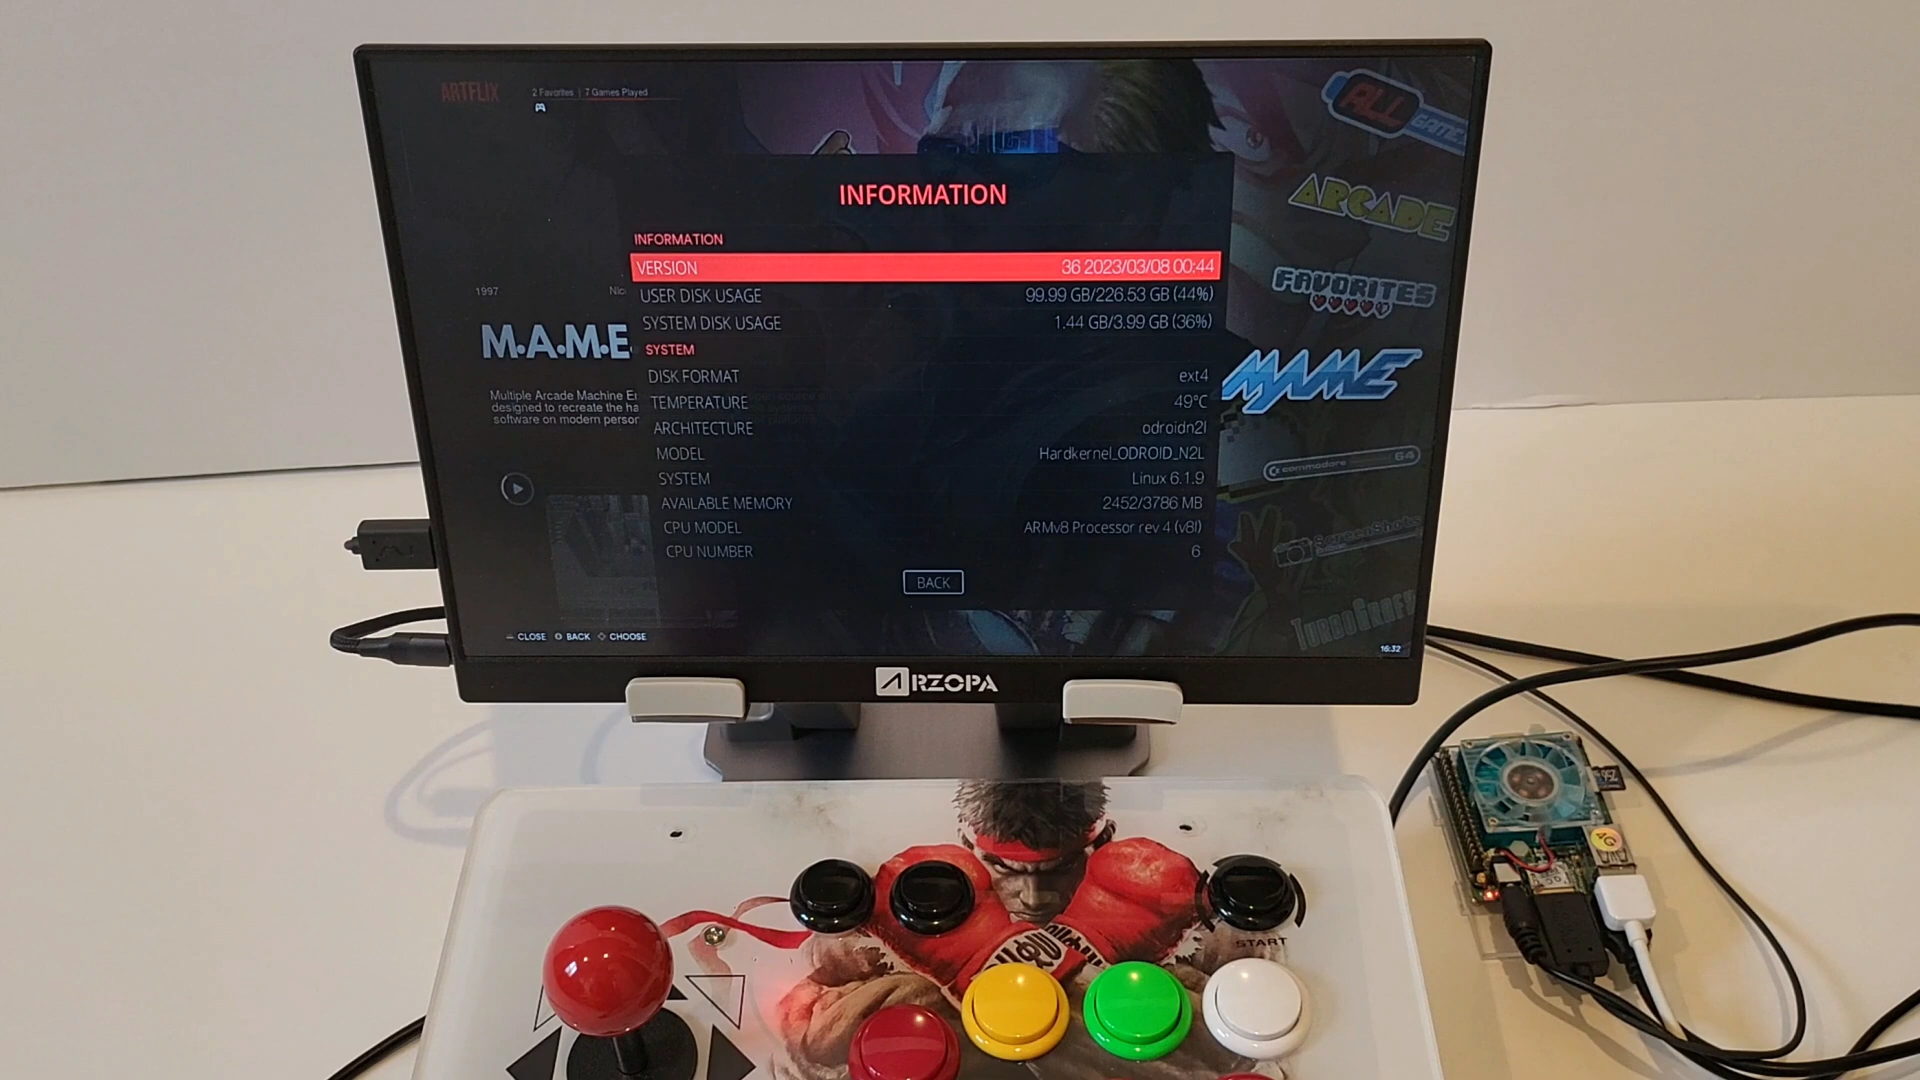 ARTFLIX
2 Favorites | 7 Games Played
ALL
GAMES
ARCADE
INFORMATION
INFORMATION
VERSION 36 2023/03/08 00:44
USER DISK USAGE 99.99 GB/226.53 GB (44%)
SYSTEM DISK USAGE 1.44 GB/3.99 GB (36%)
SYSTEM
DISK FORMAT ext4
TEMPERATURE 49°C
ARCHITECTURE odroidn2l
MODEL Hardkernel_ODROID_N2L
SYSTEM Linux 6.1.9
AVAILABLE MEMORY 2452/3786 MB
CPU MODEL ARMv8 Processor rev 4 (v8l)
CPU NUMBER 6
BACK
FAVORITES
MAME
commodore 64
ScreenShots
1997
M.A.M.E.
Multiple Arcade Machine
designed to recreate the
software on modern
CLOSE BACK CHOOSE
16:32
ARZOPA
START
4G